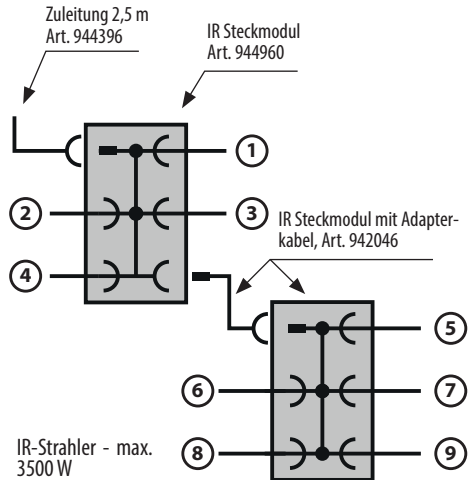 Zuleitung 2,5 m
Art. 944396
IR Steckmodul
Art. 944960
1
2
3
4
IR Steckmodul mit Adapter-
kabel, Art. 942046
5
6
7
8
9
IR-Strahler - max.
3500 W